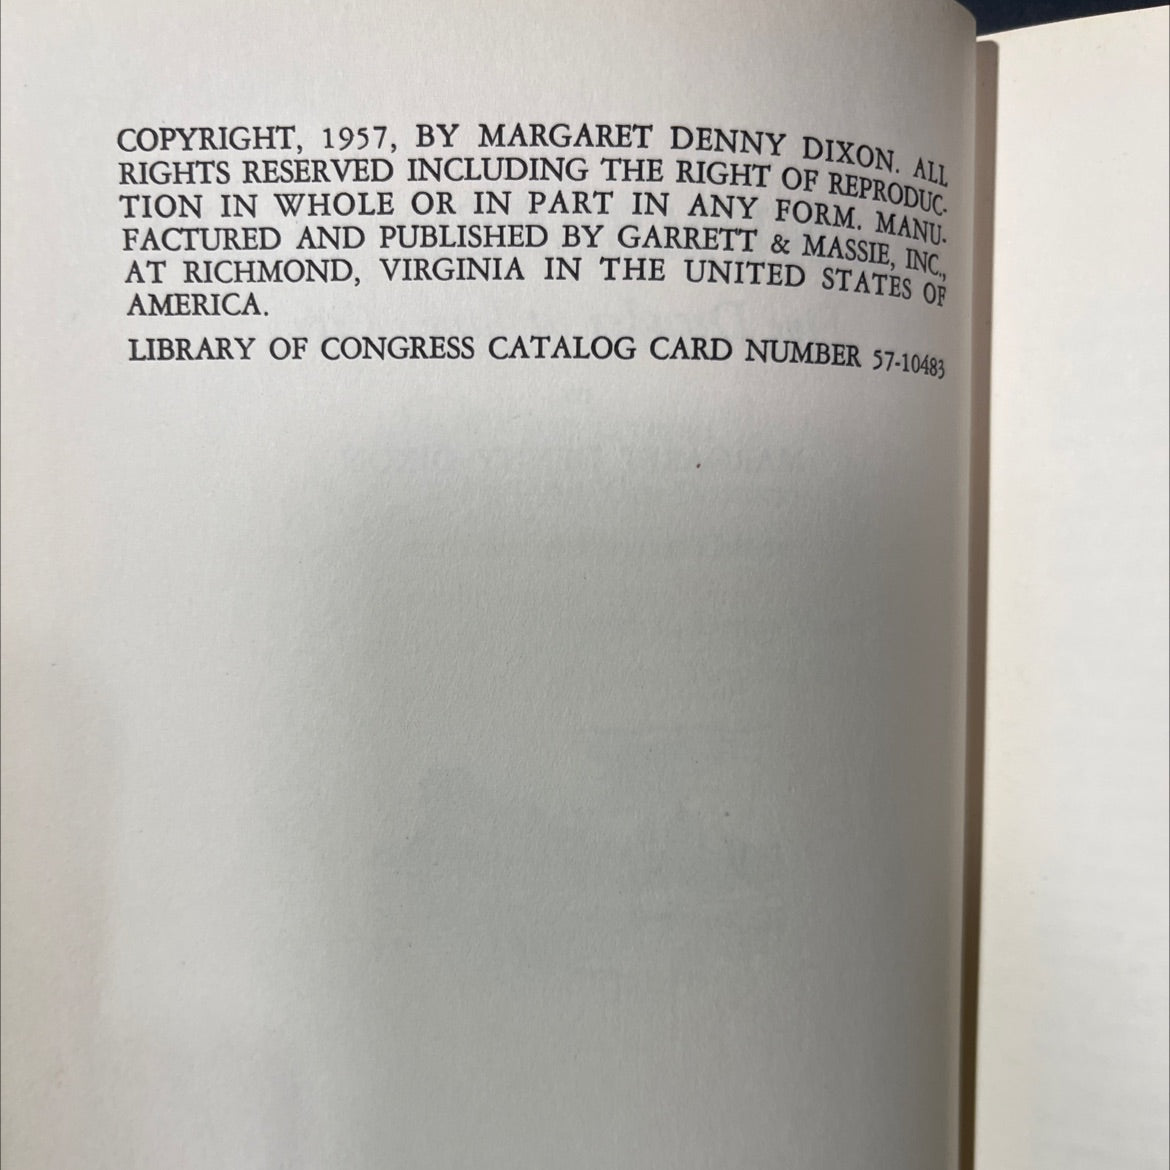 COPYRIGHT, 1957, BY MARGARET DENNY DIXON. ALL
RIGHTS RESERVED INCLUDING THE RIGHT OF REPRODUC-
TION IN WHOLE OR IN PART IN ANY FORM. MANU-
FACTURED AND PUBLISHED BY GARRETT & MASSIE, INC.,
AT RICHMOND, VIRGINIA IN THE UNITED STATES OF
AMERICA.
LIBRARY OF CONGRESS CATALOG CARD NUMBER 57-10483